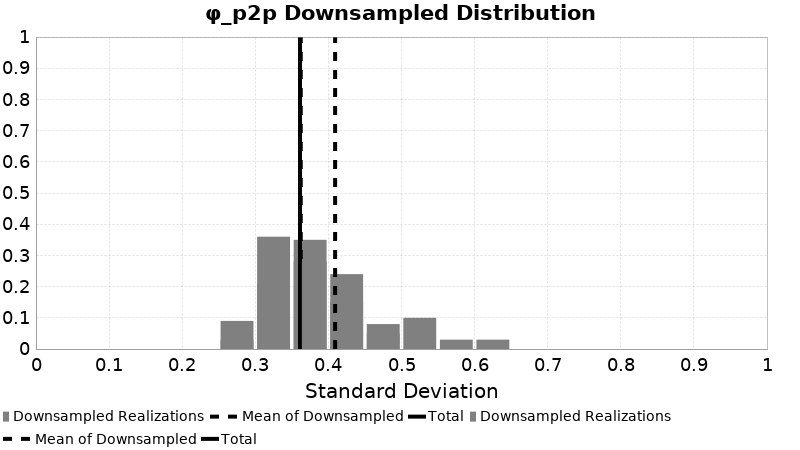 φ_p2p Downsampled Distribution
1
0.9
0.8
0.7
0.6
0.5
0.4
0.3
0.2
0.1
0
0 0.1 0.2 0.3 0.4 0.5 0.6 0.7 0.8 0.9 1
Standard Deviation
Downsampled Realizations Mean of Downsampled Total Downsampled Realizations
Mean of Downsampled Total